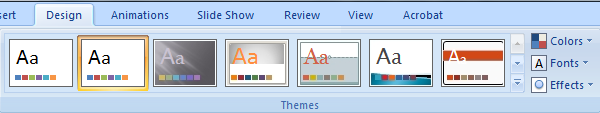 sert Design Animations Slide Show Review View Acrobat
Aa Aa Aa Aa Aa Aa Aa
Colors
Fonts
Effects
Themes